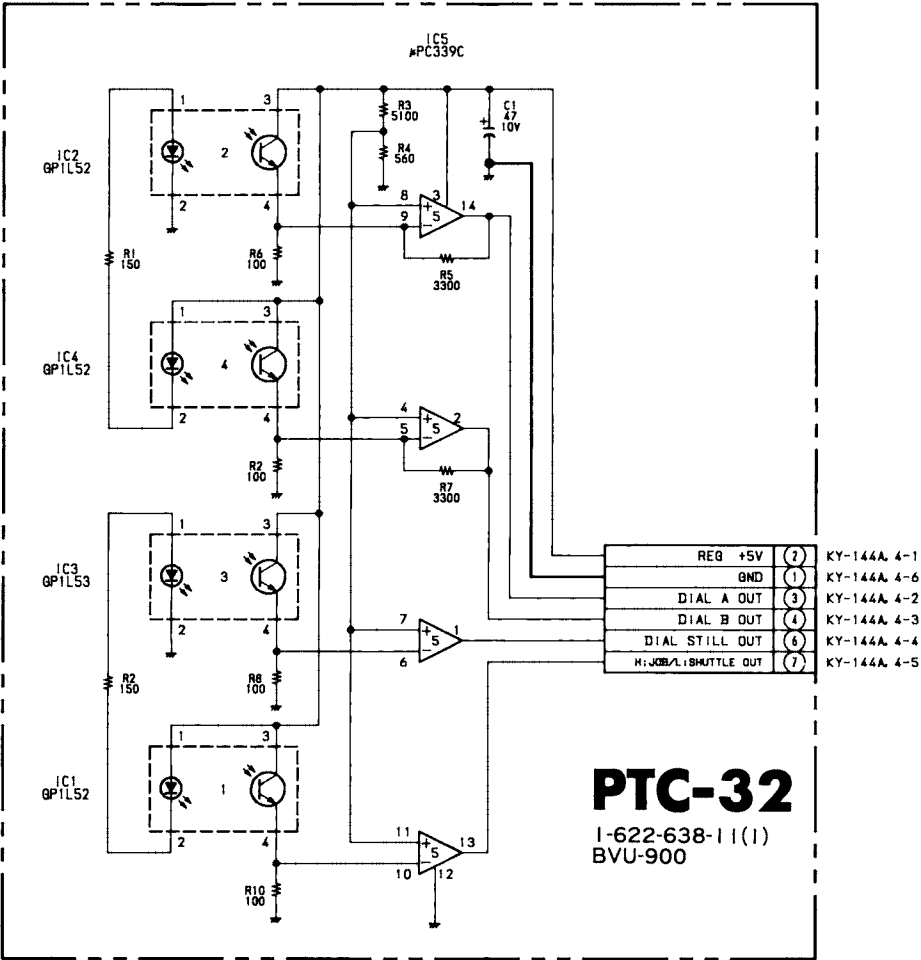 IC5
µPC339C
1
3
IC2
GP1L52
2
2
4
R1
150
R6
100
R3
5100
R4
560
C1
47
10V
+
8
3
14
+
9
5
−
R5
3300
1
3
IC4
GP1L52
4
2
4
R2
100
4
2
+
5
5
−
R7
3300
1
3
IC3
GP1L53
3
2
4
R2
150
R8
100
7
1
+
5
6
−
REG +5V 2 KY-144A, 4-1
GND 1 KY-144A, 4-6
DIAL A OUT 3 KY-144A, 4-2
DIAL B OUT 4 KY-144A, 4-3
DIAL STILL OUT 6 KY-144A, 4-4
H:JOB/L:SHUTTLE OUT 7 KY-144A, 4-5
1
3
IC1
GP1L52
1
2
4
R10
100
11
13
+
5
10
−
12
PTC-32
1-622-638-11(1)
BVU-900